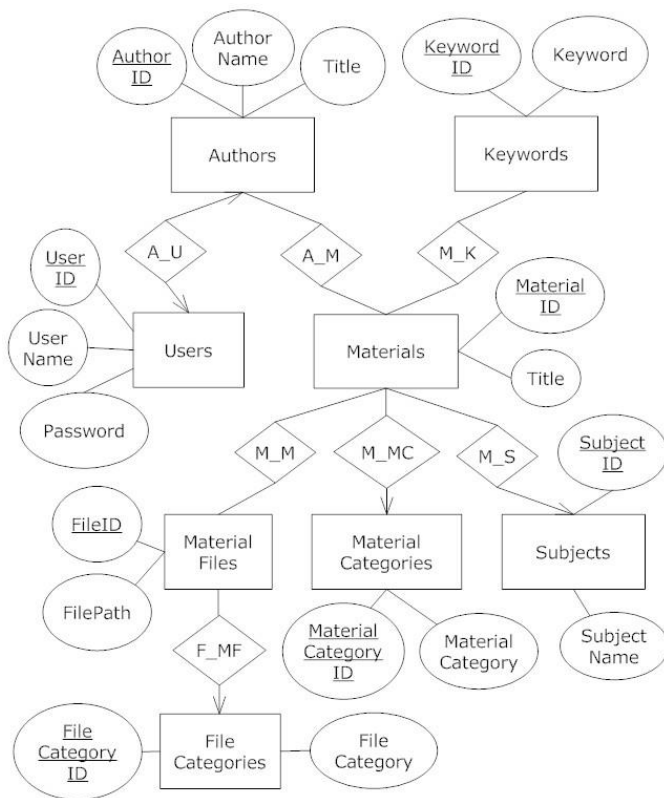 Author
ID
Author
Name
Title
Keyword
ID
Keyword
Authors
Keywords
A_U
A_M
M_K
User
ID
User
Name
Password
Users
Materials
Material
ID
Title
M_M
M_MC
M_S
Subject
ID
FileID
FilePath
Material
Files
Material
Categories
Subjects
F_MF
Material
Category
ID
Material
Category
Subject
Name
File
Category
ID
File
Categories
File
Category